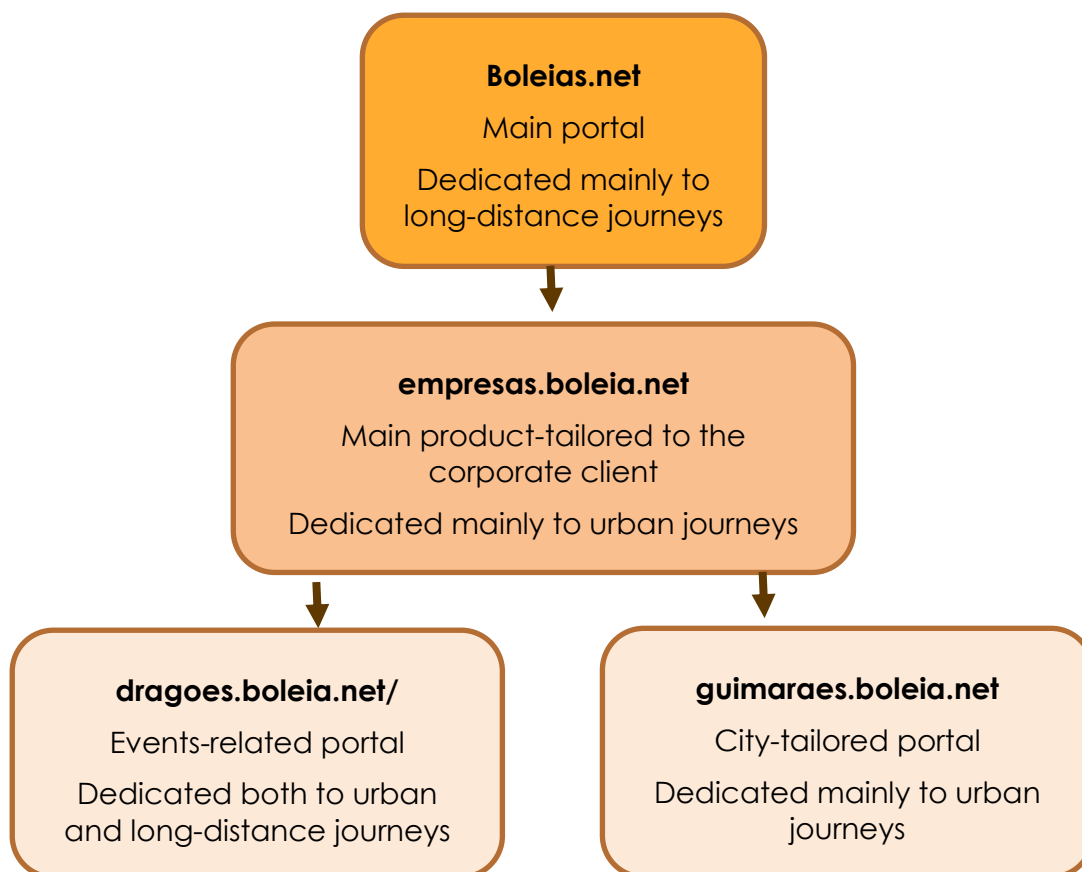 Boleias.net
Main portal
Dedicated mainly to
long-distance journeys
empresas.boleia.net
Main product-tailored to the
corporate client
Dedicated mainly to urban journeys
dragoes.boleia.net/
Events-related portal
Dedicated both to urban
and long-distance journeys
guimaraes.boleia.net
City-tailored portal
Dedicated mainly to urban
journeys